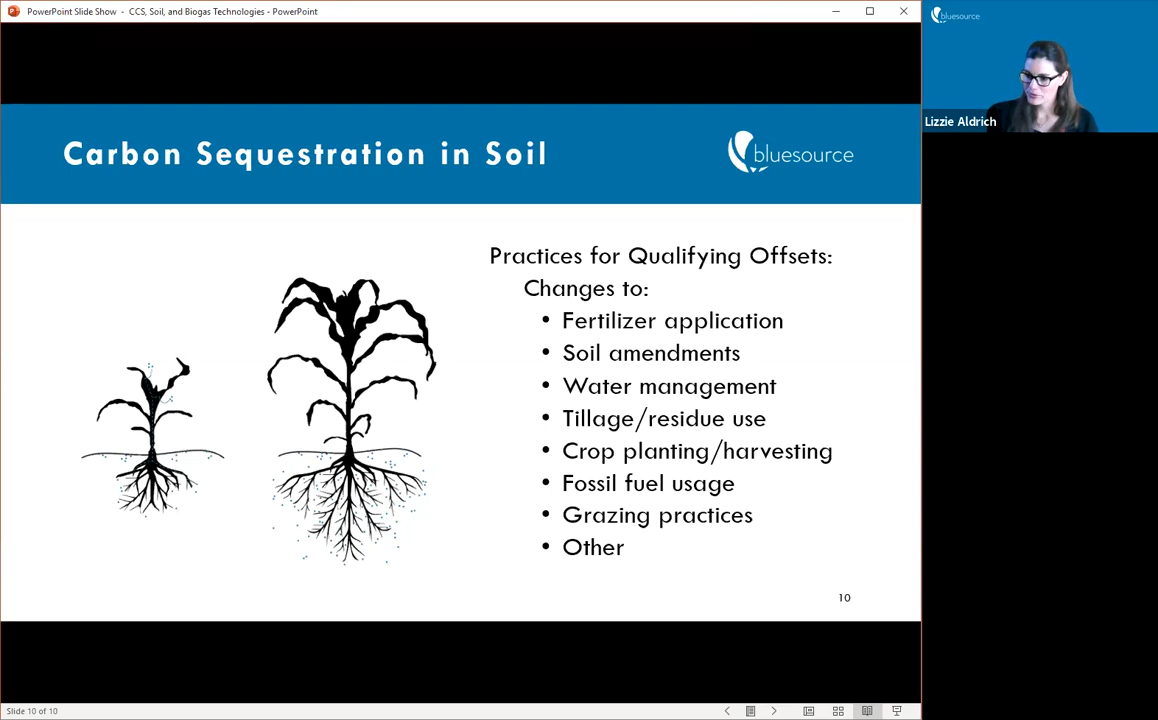 PowerPoint Slide Show - CCS, Soil, and Biogas Technologies - PowerPoint
bluesource
Lizzie Aldrich
Carbon Sequestration in Soil
bluesource
Practices for Qualifying Offsets:
Changes to:
• Fertilizer application
• Soil amendments
• Water management
• Tillage/residue use
• Crop planting/harvesting
• Fossil fuel usage
• Grazing practices
• Other
10
Slide 10 of 10